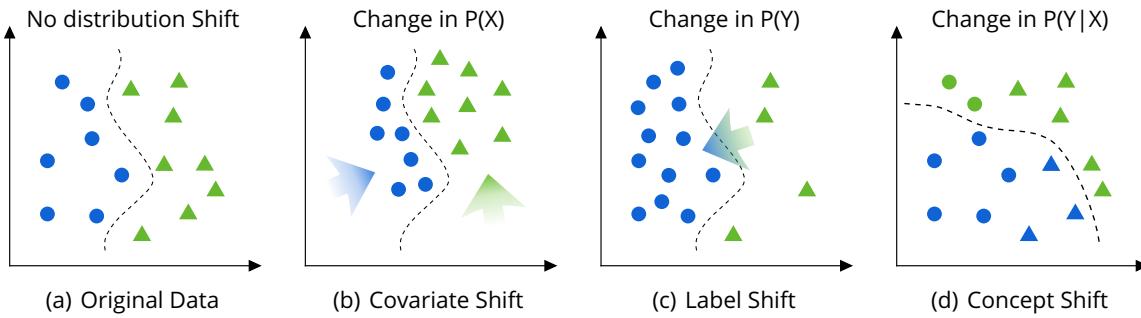 No distribution Shift
Change in P(X)
Change in P(Y)
Change in P(Y|X)
(a) Original Data
(b) Covariate Shift
(c) Label Shift
(d) Concept Shift